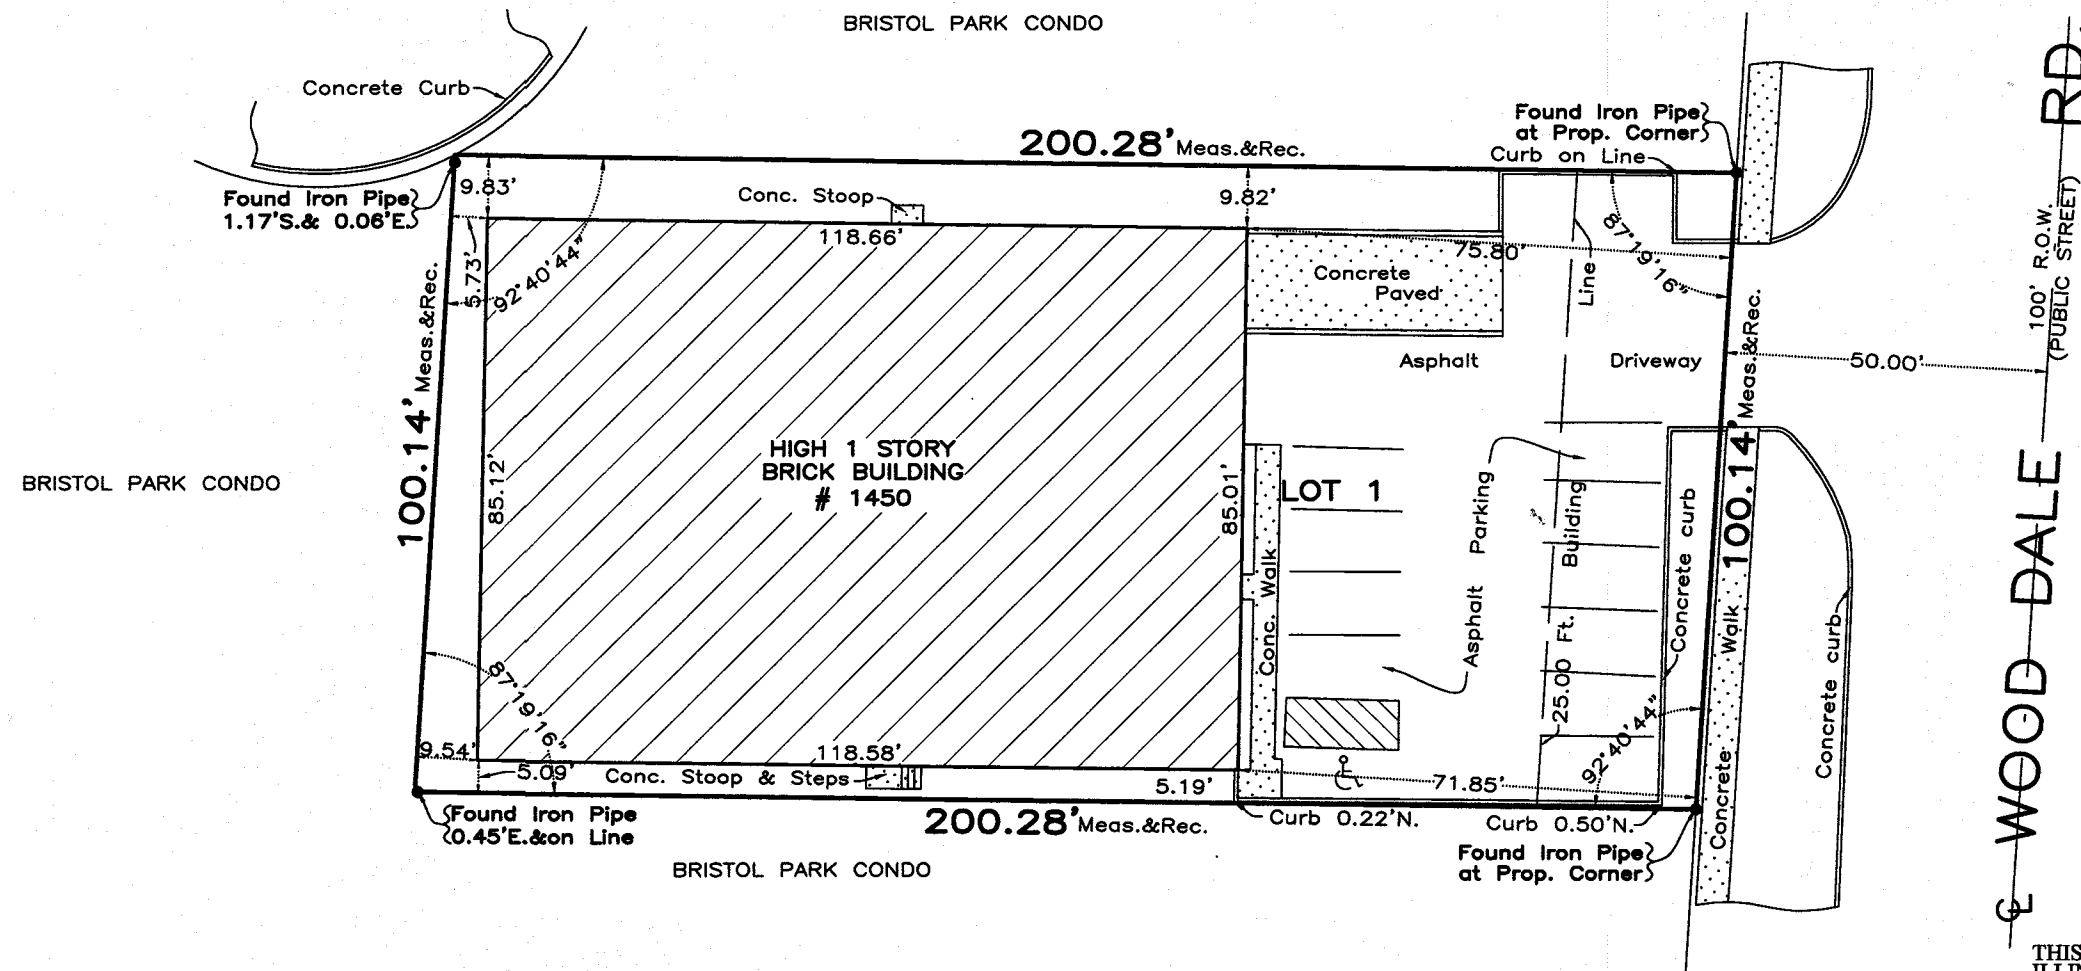 BRISTOL PARK CONDO
Concrete Curb
Found Iron Pipe
at Prop. Corner
200.28' Meas.&Rec.
Curb on Line
Found Iron Pipe
1.17'S.& 0.06'E.
9.83'
Conc. Stoop
9.82'
118.66'
75.80'
87°19'16"
92°40'44"
5.73'
Concrete
Paved
Line
100' R.O.W.
(PUBLIC STREET)
Asphalt
Driveway
50.00'
100.14' Meas.&Rec.
100.14' Meas.&Rec.
HIGH 1 STORY
BRICK BUILDING
# 1450
BRISTOL PARK CONDO
85.12'
85.01'
LOT 1
Asphalt Parking
25.00 Ft. Building
Concrete curb
Conc. Walk
Concrete Walk
Concrete curb
℄ WOOD DALE RD.
87°19'16"
92°40'44"
9.54'
5.09'
118.58'
Conc. Stoop & Steps
5.19'
71.85'
Found Iron Pipe
0.45'E.&on Line
200.28' Meas.&Rec.
Curb 0.22'N.
Curb 0.50'N.
Found Iron Pipe
at Prop. Corner
BRISTOL PARK CONDO
THIS